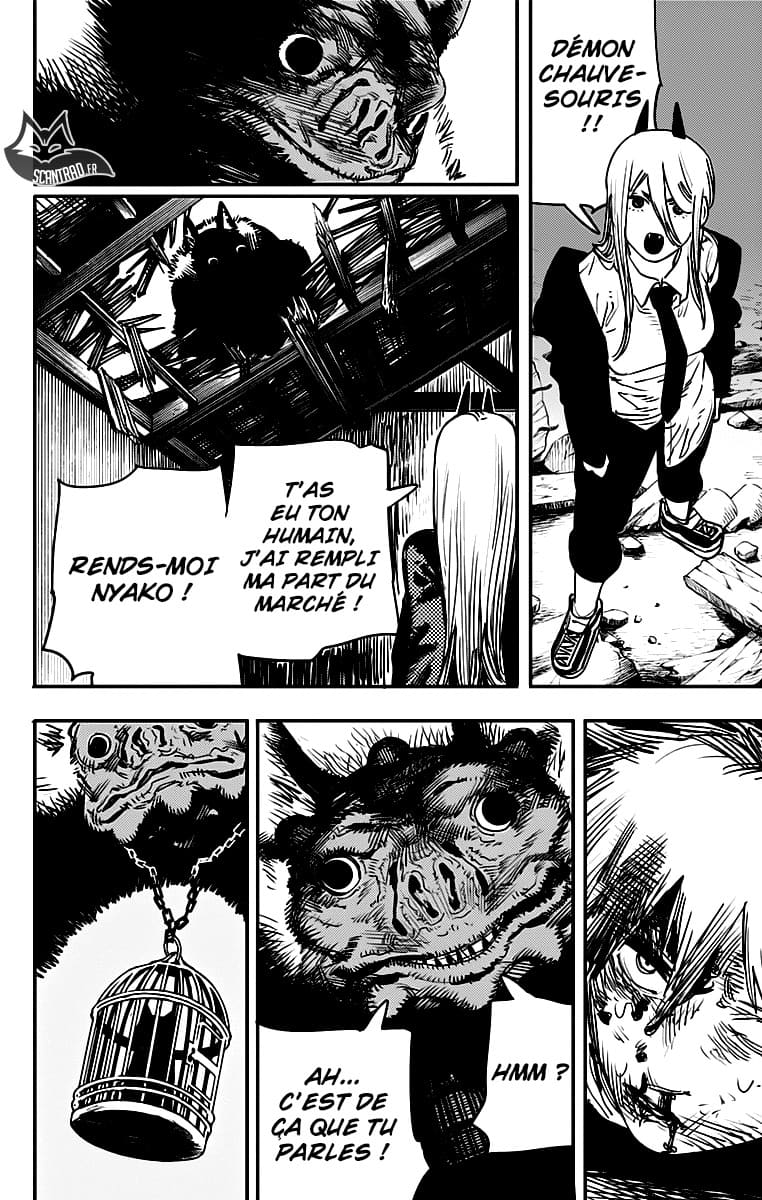 DÉMON
CHAUVE-
SOURIS
!!
SCANTRAD.FR
T'AS
EU TON
HUMAIN,
J'AI REMPLI
MA PART DU
MARCHÉ !
RENDS-MOI
NYAKO !
HMM ?
AH...
C'EST DE
ÇA QUE TU
PARLES !